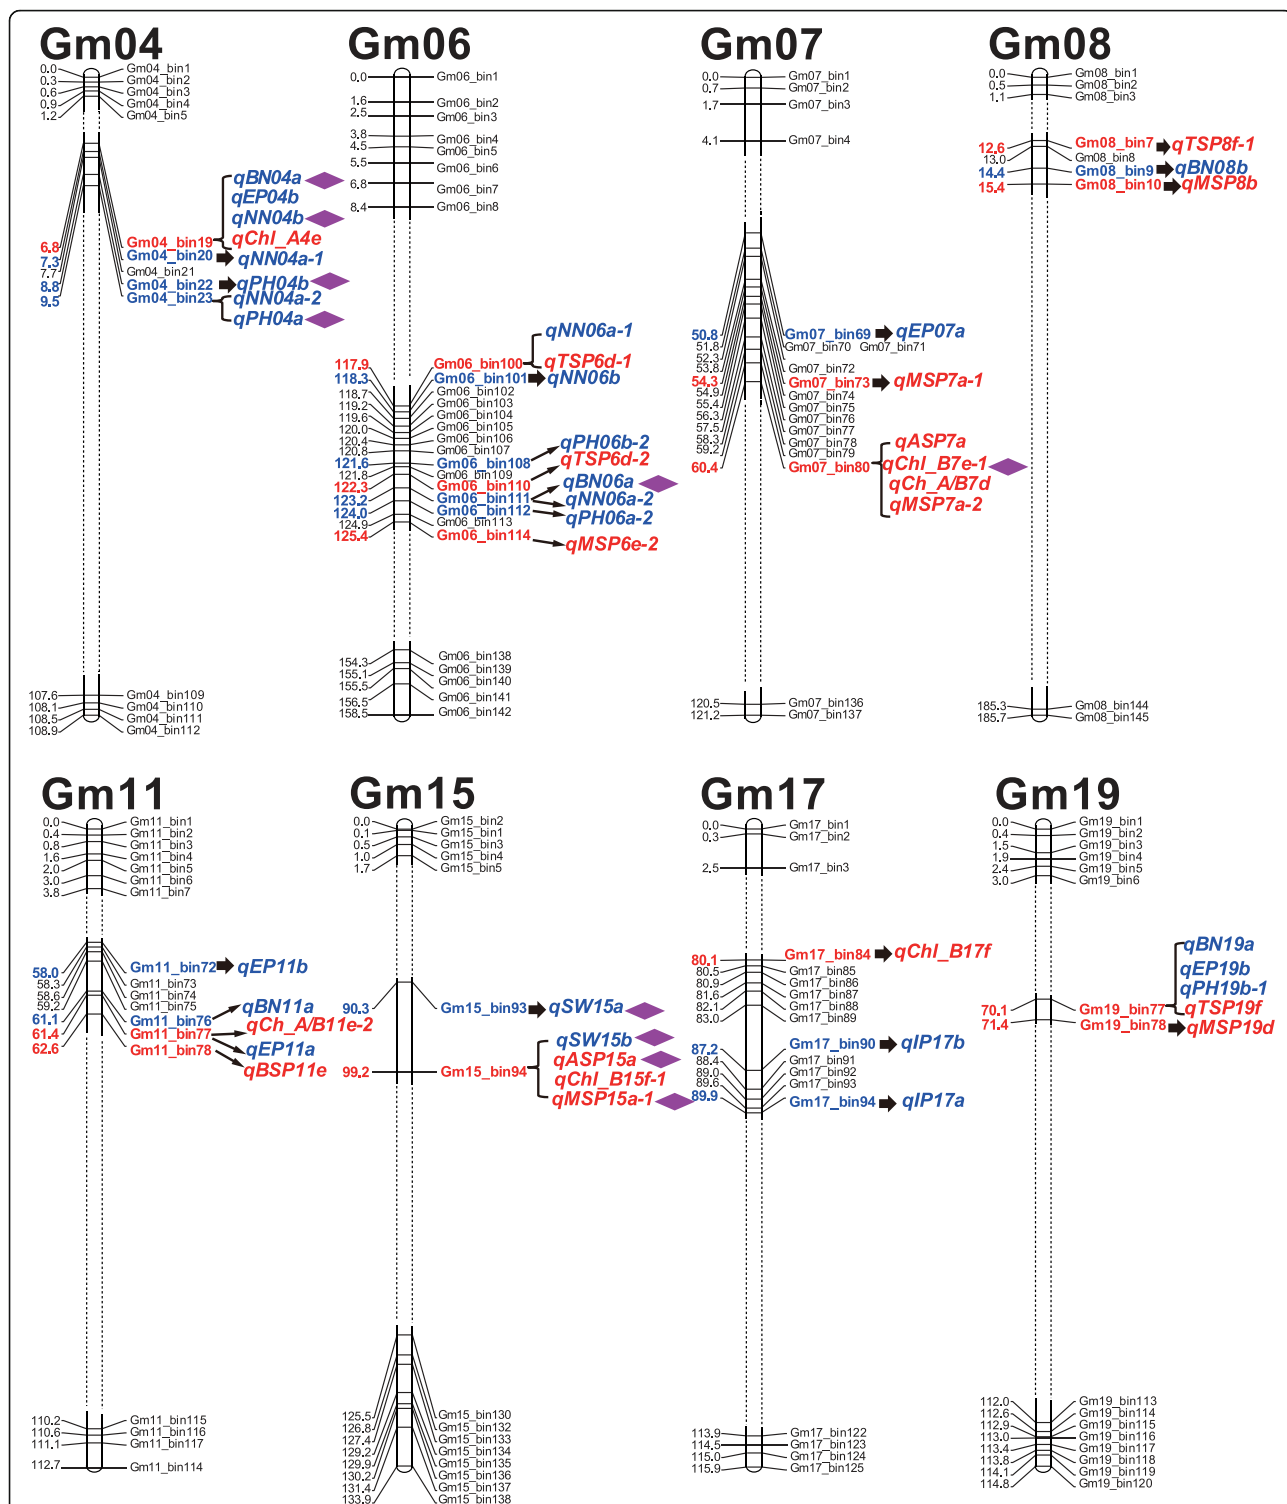 Gm04
0.0 Gm04_bin1
0.3 Gm04_bin2
0.6 Gm04_bin3
0.9 Gm04_bin4
1.2 Gm04_bin5
qBN04a
qEP04b
qNN04b
6.8 Gm04_bin19 qChl_A4e
7.3 Gm04_bin20 qNN04a-1
7.7 Gm04_bin21
8.8 Gm04_bin22 qPH04b
9.5 Gm04_bin23 qNN04a-2
qPH04a
107.6 Gm04_bin109
108.1 Gm04_bin110
108.5 Gm04_bin111
108.9 Gm04_bin112
Gm06
0.0 Gm06_bin1
1.6 Gm06_bin2
2.5 Gm06_bin3
3.8 Gm06_bin4
4.5 Gm06_bin5
5.5 Gm06_bin6
6.8 Gm06_bin7
8.4 Gm06_bin8
qNN06a-1
117.9 Gm06_bin100 qTSP6d-1
118.3 Gm06_bin101 qNN06b
118.7 Gm06_bin102
119.2 Gm06_bin103
119.6 Gm06_bin104
120.0 Gm06_bin105
120.4 Gm06_bin106
120.8 Gm06_bin107
qPH06b-2
121.6 Gm06_bin108 qTSP6d-2
121.8 Gm06_bin109
122.3 Gm06_bin110 qBN06a
123.2 Gm06_bin111 qNN06a-2
124.0 Gm06_bin112 qPH06a-2
124.9 Gm06_bin113
125.4 Gm06_bin114 qMSP6e-2
154.3 Gm06_bin138
155.1 Gm06_bin139
155.5 Gm06_bin140
156.5 Gm06_bin141
158.5 Gm06_bin142
Gm07
0.0 Gm07_bin1
0.7 Gm07_bin2
1.7 Gm07_bin3
4.1 Gm07_bin4
50.8 Gm07_bin69 qEP07a
51.8 Gm07_bin70 Gm07_bin71
52.3
53.8 Gm07_bin72
54.3 Gm07_bin73 qMSP7a-1
54.9 Gm07_bin74
55.4 Gm07_bin75
56.3 Gm07_bin76
57.5 Gm07_bin77
58.3 Gm07_bin78
59.2 Gm07_bin79
qASP7a
60.4 Gm07_bin80 qChl_B7e-1
qCh_A/B7d
qMSP7a-2
120.5 Gm07_bin136
121.2 Gm07_bin137
Gm08
0.0 Gm08_bin1
0.5 Gm08_bin2
1.1 Gm08_bin3
12.6 Gm08_bin7 qTSP8f-1
13.0 Gm08_bin8
14.4 Gm08_bin9 qBN08b
15.4 Gm08_bin10 qMSP8b
185.3 Gm08_bin144
185.7 Gm08_bin145
Gm11
0.0 Gm11_bin1
0.4 Gm11_bin2
0.8 Gm11_bin3
1.6 Gm11_bin4
2.0 Gm11_bin5
3.0 Gm11_bin6
3.8 Gm11_bin7
58.0 Gm11_bin72 qEP11b
58.3 Gm11_bin73
58.6 Gm11_bin74
59.2 Gm11_bin75
qBN11a
61.1 Gm11_bin76
qCh_A/B11e-2
61.4 Gm11_bin77
qEP11a
62.6 Gm11_bin78
qBSP11e
110.2 Gm11_bin115
110.6 Gm11_bin116
111.1 Gm11_bin117
112.7 Gm11_bin114
Gm15
0.0 Gm15_bin2
0.1 Gm15_bin1
0.5 Gm15_bin3
1.0 Gm15_bin4
1.7 Gm15_bin5
90.3 Gm15_bin93 qSW15a
qSW15b
qASP15a
99.2 Gm15_bin94
qChl_B15f-1
qMSP15a-1
125.5 Gm15_bin130
126.8 Gm15_bin132
127.4 Gm15_bin133
129.2 Gm15_bin134
129.9 Gm15_bin135
130.2 Gm15_bin136
131.4 Gm15_bin137
133.9 Gm15_bin138
Gm17
0.0 Gm17_bin1
0.3 Gm17_bin2
2.5 Gm17_bin3
80.1 Gm17_bin84 qChl_B17f
80.5 Gm17_bin85
80.9 Gm17_bin86
81.6 Gm17_bin87
82.1 Gm17_bin88
83.0 Gm17_bin89
87.2 Gm17_bin90 qIP17b
88.4 Gm17_bin91
89.0 Gm17_bin92
89.6 Gm17_bin93
89.9 Gm17_bin94 qIP17a
113.9 Gm17_bin122
114.5 Gm17_bin123
115.0 Gm17_bin124
115.9 Gm17_bin125
Gm19
0.0 Gm19_bin1
0.4 Gm19_bin2
1.5 Gm19_bin3
1.9 Gm19_bin4
2.4 Gm19_bin5
3.0 Gm19_bin6
qBN19a
qEP19b
qPH19b-1
70.1 Gm19_bin77 qTSP19f
71.4 Gm19_bin78 qMSP19d
112.0 Gm19_bin113
112.6 Gm19_bin114
112.9 Gm19_bin115
113.0 Gm19_bin116
113.4 Gm19_bin117
113.8 Gm19_bin118
114.1 Gm19_bin119
114.8 Gm19_bin120